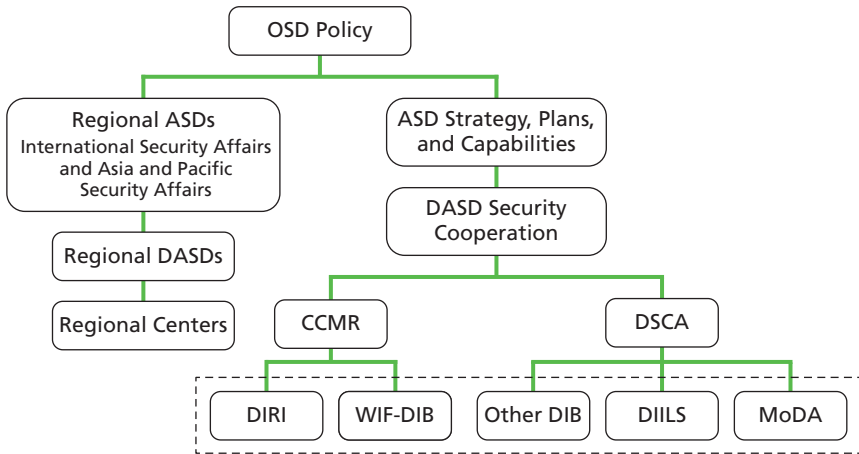 OSD Policy
Regional ASDs
International Security Affairs
and Asia and Pacific
Security Affairs
ASD Strategy, Plans,
and Capabilities
DASD Security
Cooperation
Regional DASDs
Regional Centers
CCMR
DSCA
DIRI
WIF-DIB
Other DIB
DIILS
MoDA